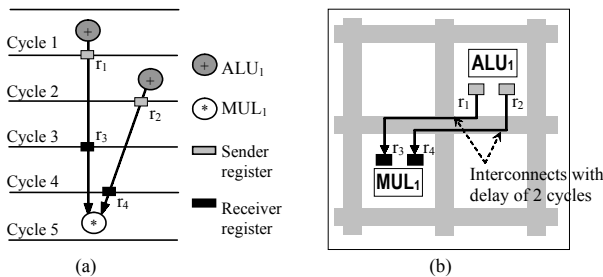 Cycle 1
+
r1
ALU1
Cycle 2
+
r2
*
MUL1
Cycle 3
r3
Sender
register
Cycle 4
r4
Receiver
register
Cycle 5
*
(a)
ALU1
r1
r2
r3
r4
MUL1
Interconnects with
delay of 2 cycles
(b)